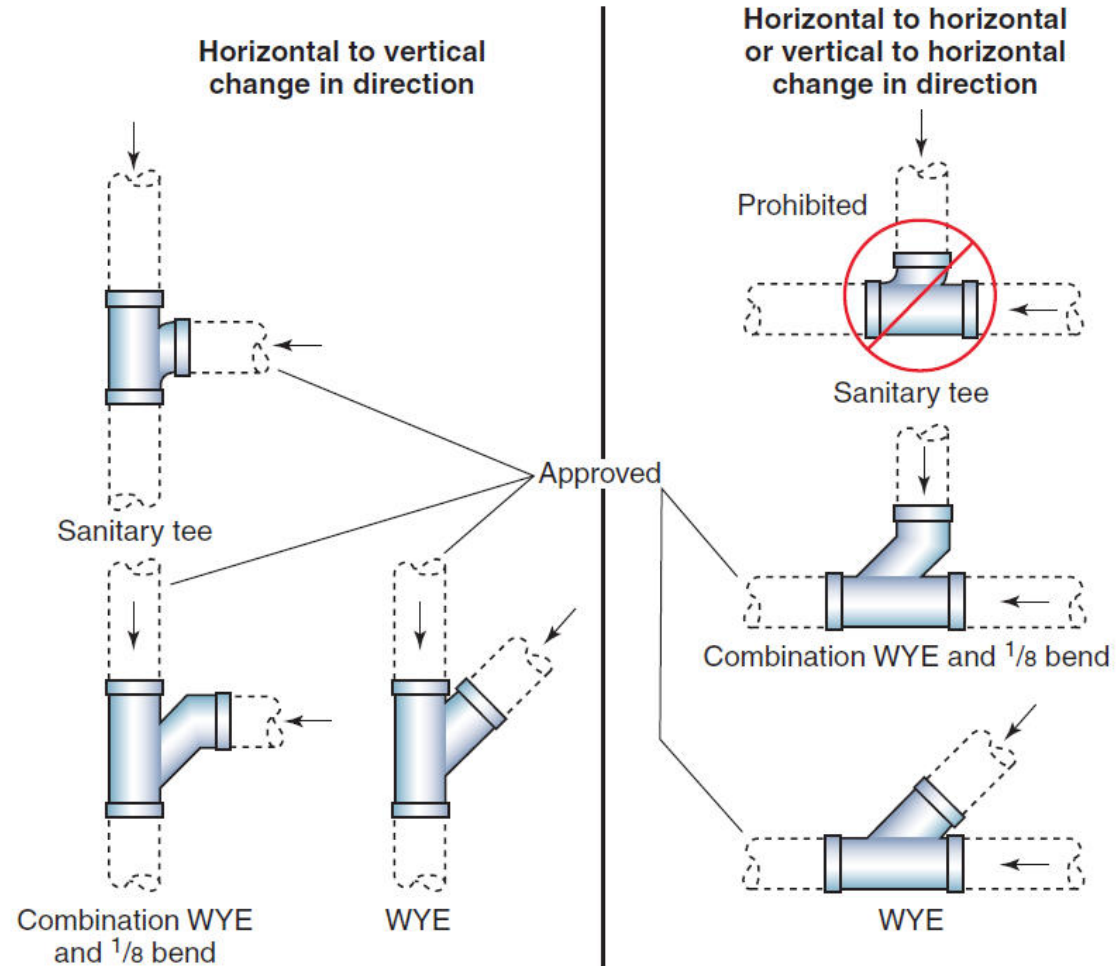 Horizontal to vertical
change in direction
Sanitary tee
Combination WYE
and 1/8 bend
WYE
Approved
Horizontal to horizontal
or vertical to horizontal
change in direction
Prohibited
Sanitary tee
Combination WYE and 1/8 bend
WYE